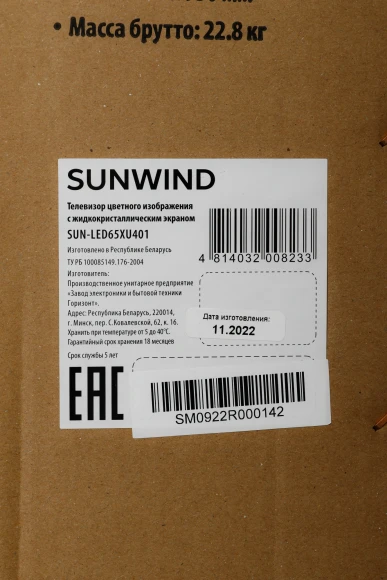 • Масса брутто: 22.8 кг
SUNWIND
Телевизор цветного изображения
с жидкокристаллическим экраном
SUN-LED65XU401
Изготовлено в Республике Беларусь
ТУ РБ 100085149.176-2004
Изготовитель:
Производственное унитарное предприятие
«Завод электроники и бытовой техники
Горизонт».
Адрес: Республика Беларусь, 220014,
г. Минск, пер. С.Ковалевской, 62, к. 16.
Хранить при температуре от 5 до 40°С.
Гарантийный срок хранения 18 месяцев
Срок службы 5 лет
4 814032 008233
Дата изготовления:
11.2022
EAC
SM0922R000142